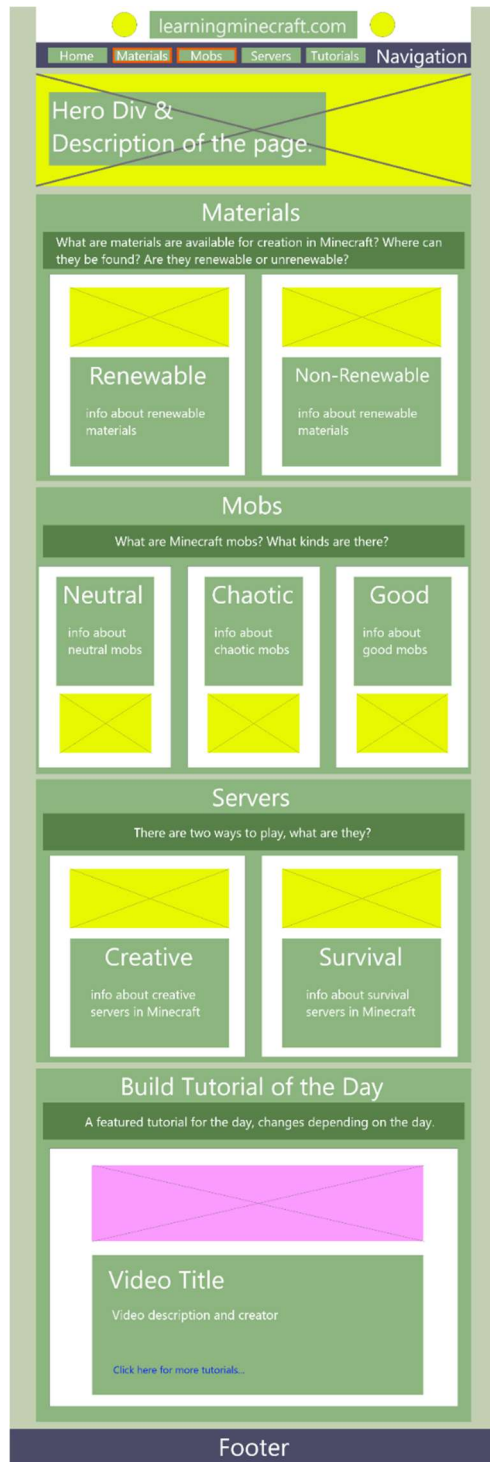 learningminecraft.com
Home Materials Mobs Servers Tutorials Navigation
Hero Div &
Description of the page.
Materials
What are materials are available for creation in Minecraft? Where can
they be found? Are they renewable or unrenewable?
Renewable
info about renewable
materials
Non-Renewable
info about renewable
materials
Mobs
What are Minecraft mobs? What kinds are there?
Neutral
info about
neutral mobs
Chaotic
info about
chaotic mobs
Good
info about
good mobs
Servers
There are two ways to play, what are they?
Creative
info about creative
servers in Minecraft
Survival
info about survival
servers in Minecraft
Build Tutorial of the Day
A featured tutorial for the day, changes depending on the day.
Video Title
Video description and creator
Click here for more tutorials...
Footer